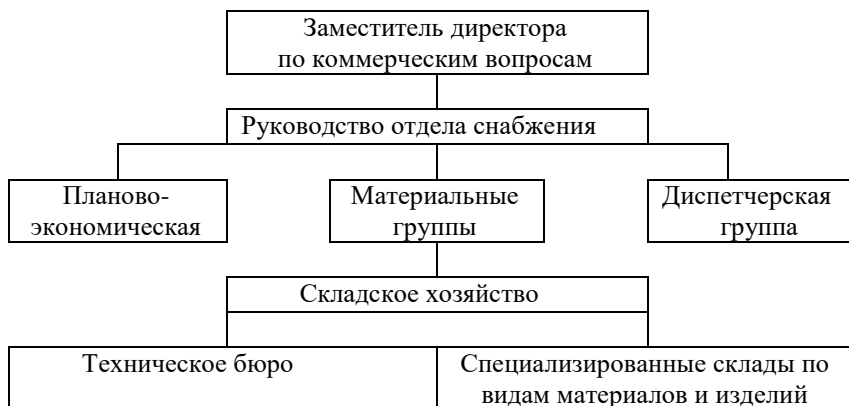 Заместитель директора
по коммерческим вопросам
Руководство отдела снабжения
Планово-
экономическая
Материальные
группы
Диспетчерская
группа
Складское хозяйство
Техническое бюро
Специализированные склады по
видам материалов и изделий